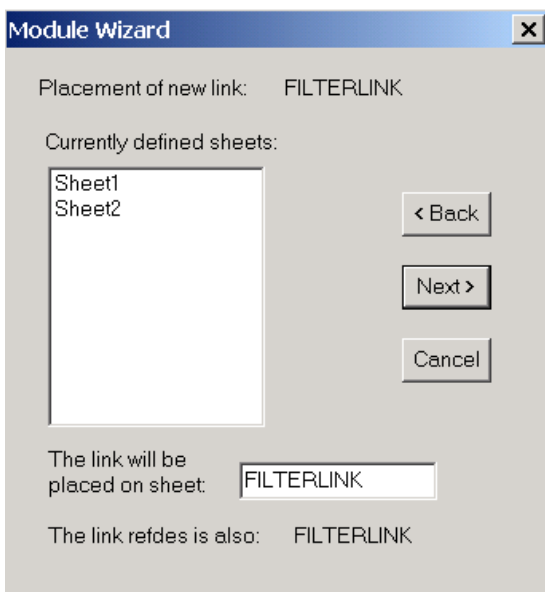 Module Wizard
Placement of new link: FILTERLINK
Currently defined sheets:
Sheet1
Sheet2
< Back
Next >
Cancel
The link will be
placed on sheet: FILTERLINK
The link refdes is also: FILTERLINK